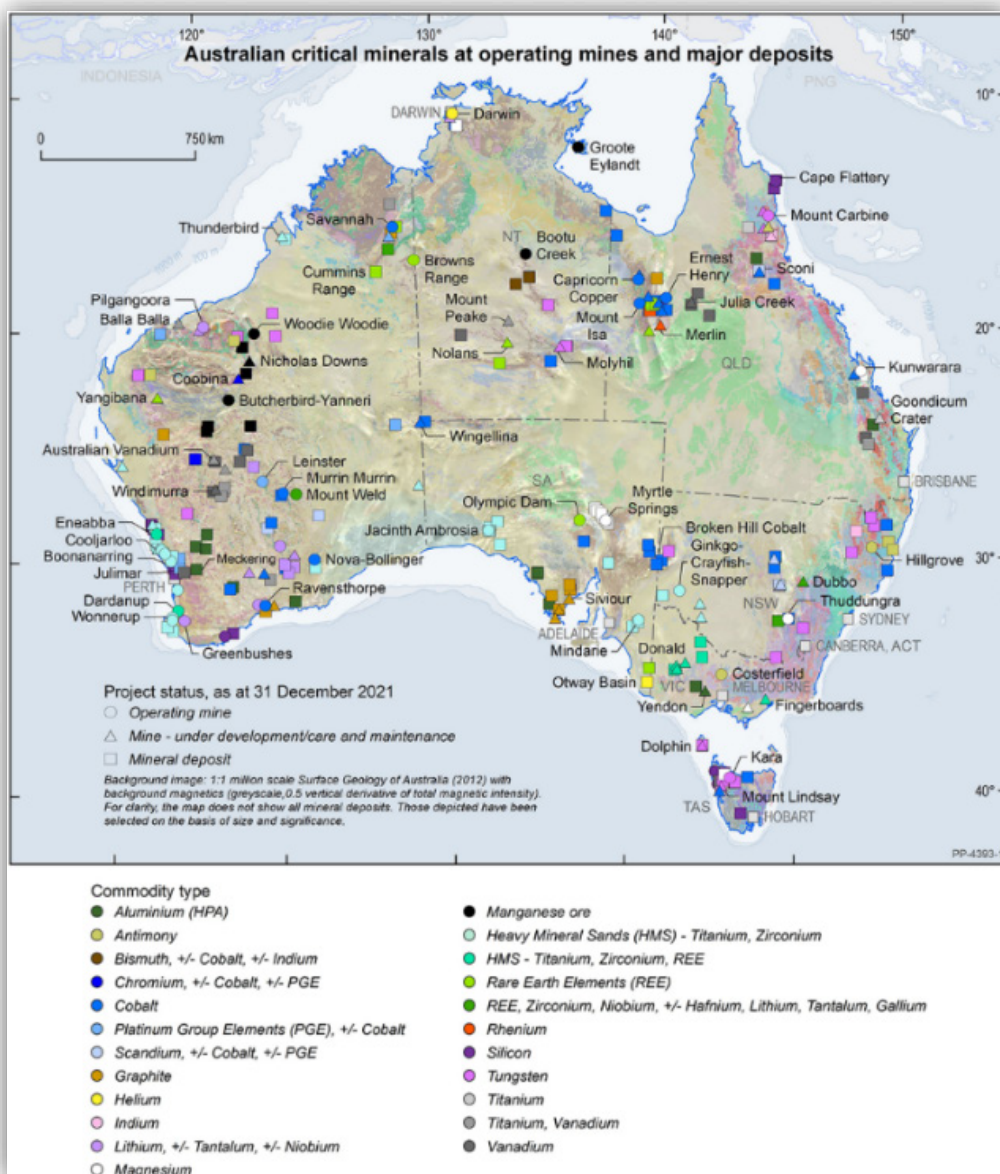 120°
130°
140°
150°
Australian critical minerals at operating mines and major deposits
INDONESIA
PNG
10°
0
750 km
DARWIN
Darwin
Groote
Eylandt
Cape Flattery
Thunderbird
Savannah
NT
Bootu
Creek
Mount Carbine
Cummins
Range
Browns
Range
Capricorn
Copper
Ernest
Henry
Sconi
Pilgangoora
Balla Balla
Woodie Woodie
Mount
Peake
Mount
Isa
Julia Creek
20°
Nicholas Downs
Nolans
Molyhil
Merlin
QLD
Coobina
Kunwarara
Yangibana
Butcherbird-Yanneri
Goondicum
Crater
Wingellina
Australian Vanadium
Leinster
Murrin Murrin
Windimurra
Mount Weld
SA
Olympic Dam
Myrtle
Springs
BRISBANE
Eneabba
Cooljarloo
Jacinth Ambrosia
Broken Hill Cobalt
Boonanarring
Meckering
Nova-Bollinger
Ginkgo-
Crayfish-
Snapper
30°
Hillgrove
Julimar
PERTH
Ravensthorpe
Dubbo
Dardanup
Siviour
NSW
Thuddungra
Wonnerup
SYDNEY
ADELAIDE
Mindarie
Greenbushes
Donald
CANBERRA, ACT
Costerfield
Otway Basin
VIC
MELBOURNE
Yendon
Fingerboards
Project status, as at 31 December 2021
Operating mine
Mine - under development/care and maintenance
Mineral deposit
Dolphin
Kara
Background image: 1:1 million scale Surface Geology of Australia (2012) with
background magnetics (greyscale,0.5 vertical derivative of total magnetic intensity).
For clarity, the map does not show all mineral deposits. Those depicted have been
selected on the basis of size and significance.
Mount Lindsay
40°
TAS
HOBART
PP-4393-
Commodity type
Aluminium (HPA)
Antimony
Bismuth, +/- Cobalt, +/- Indium
Chromium, +/- Cobalt, +/- PGE
Cobalt
Platinum Group Elements (PGE), +/- Cobalt
Scandium, +/- Cobalt, +/- PGE
Graphite
Helium
Indium
Lithium, +/- Tantalum, +/- Niobium
Magnesium
Manganese ore
Heavy Mineral Sands (HMS) - Titanium, Zirconium
HMS - Titanium, Zirconium, REE
Rare Earth Elements (REE)
REE, Zirconium, Niobium, +/- Hafnium, Lithium, Tantalum, Gallium
Rhenium
Silicon
Tungsten
Titanium
Titanium, Vanadium
Vanadium